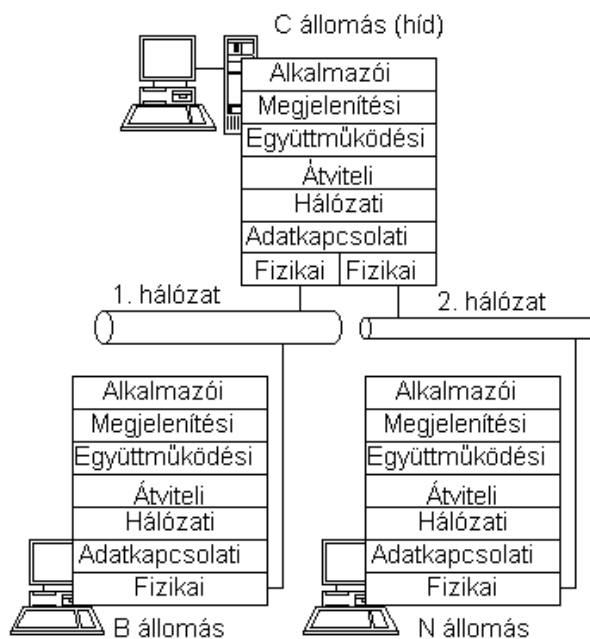 C állomás (híd)
Alkalmazói
Megjelenítési
Együttműködési
Átviteli
Hálózati
Adatkapcsolati
Fizikai Fizikai
1. hálózat
2. hálózat
Alkalmazói
Megjelenítési
Együttműködési
Átviteli
Hálózati
Adatkapcsolati
Fizikai
B állomás
Alkalmazói
Megjelenítési
Együttműködési
Átviteli
Hálózati
Adatkapcsolati
Fizikai
N állomás